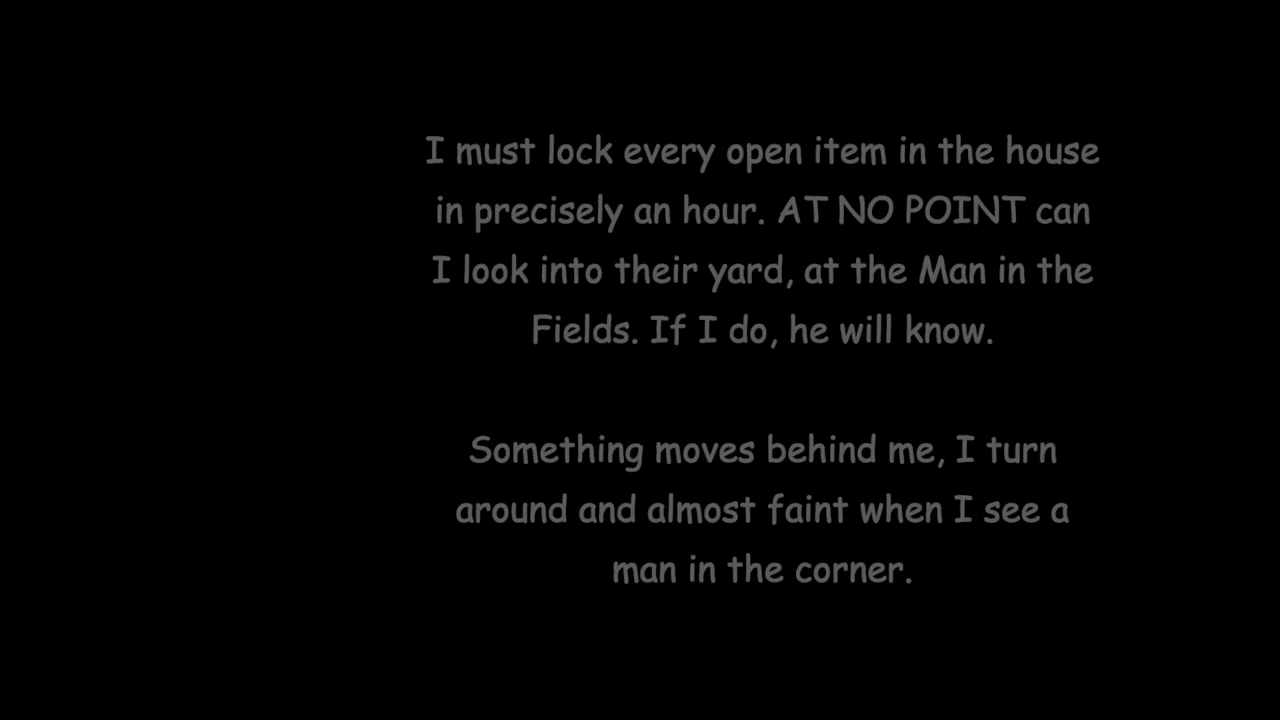 I must lock every open item in the house
in precisely an hour. AT NO POINT can
I look into their yard, at the Man in the
Fields. If I do, he will know.
Something moves behind me, I turn
around and almost faint when I see a
man in the corner.